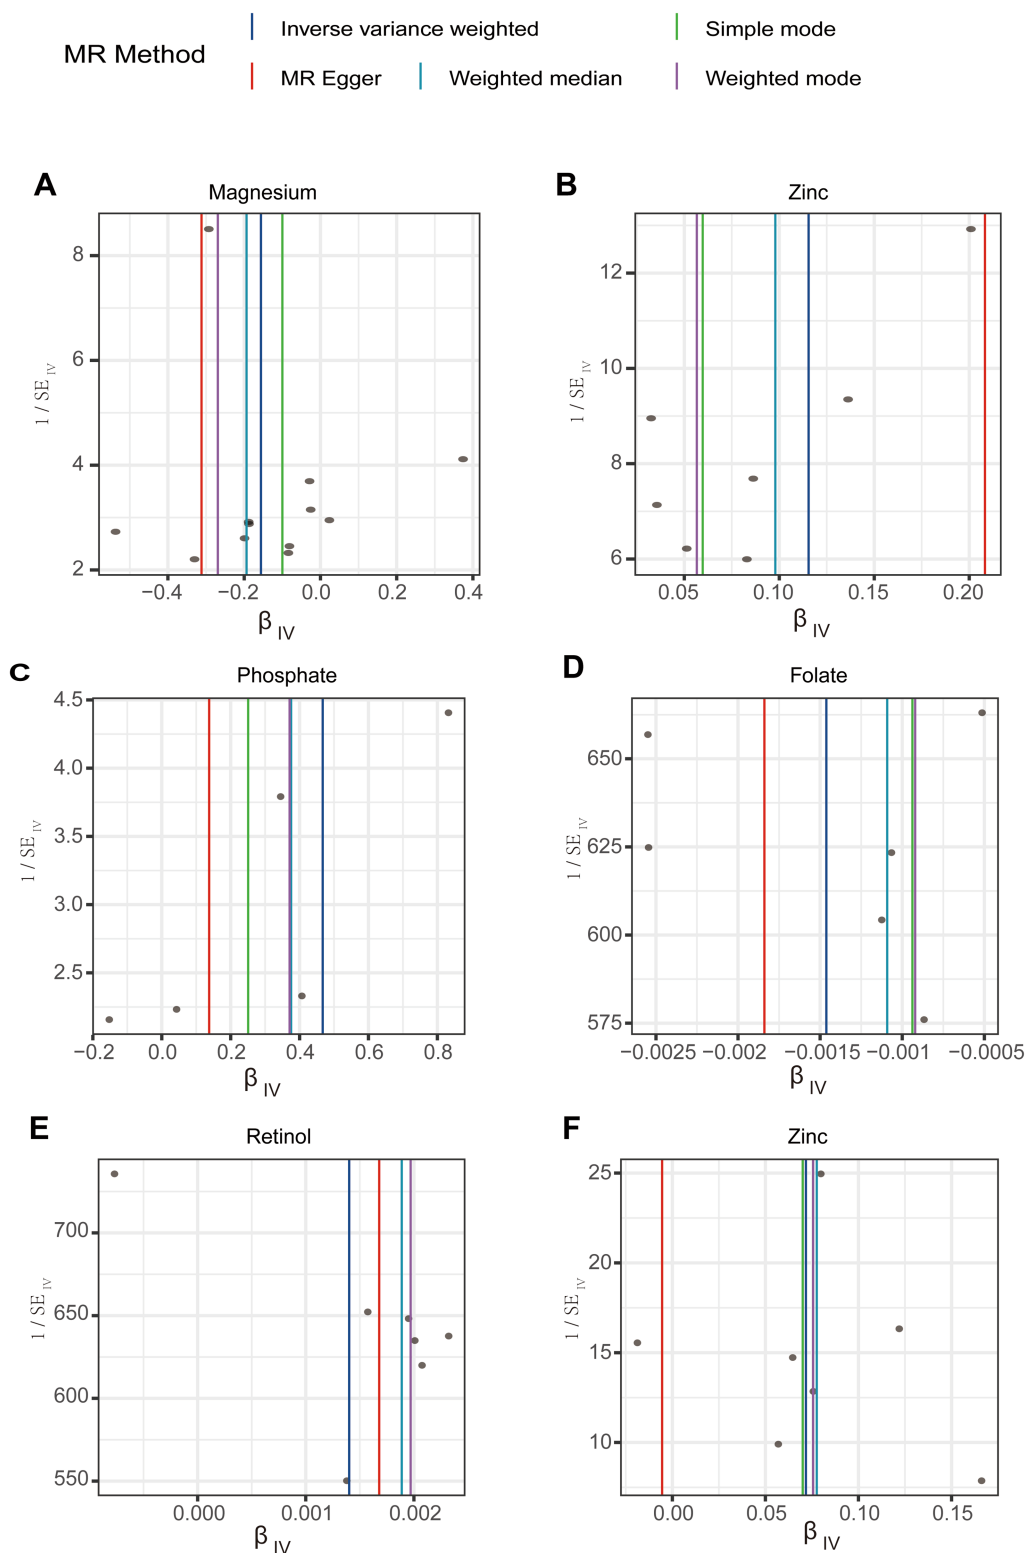 MR Method
Inverse variance weighted
Simple mode
MR Egger
Weighted median
Weighted mode
A
Magnesium
8
6
4
2
1 / SE IV
−0.4
−0.2
0.0
0.2
0.4
β IV
B
Zinc
12
10
8
6
1 / SE IV
0.05
0.10
0.15
0.20
β IV
C
Phosphate
4.5
4.0
3.5
3.0
2.5
1 / SE IV
−0.2
0.0
0.2
0.4
0.6
0.8
β IV
D
Folate
650
625
600
575
1 / SE IV
−0.0025
−0.002
−0.0015
−0.001
−0.0005
β IV
E
Retinol
700
650
600
550
1 / SE IV
0.000
0.001
0.002
β IV
F
Zinc
25
20
15
10
1 / SE IV
0.00
0.05
0.10
0.15
β IV